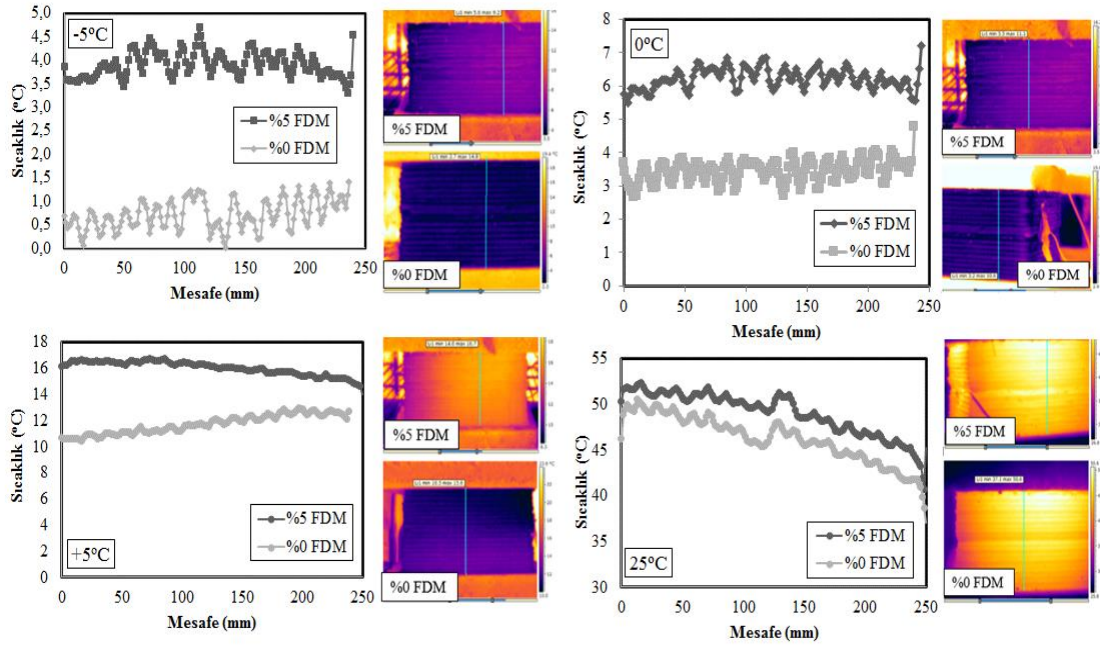 5,0
4,5
4,0
3,5
3,0
2,5
2,0
1,5
1,0
0,5
0,0
-5ºC
%5 FDM
%0 FDM
Sıcaklık (ºC)
0 50 100 150 200 250
Mesafe (mm)
%5 FDM
%0 FDM
8
7
6
5
4
3
2
1
0
0ºC
%5 FDM
%0 FDM
Sıcaklık (ºC)
0 50 100 150 200 250
Mesafe (mm)
%5 FDM
%0 FDM
18
16
14
12
10
8
6
4
2
0
+5ºC
%5 FDM
%0 FDM
Sıcaklık (ºC)
0 50 100 150 200 250
Mesafe (mm)
%5 FDM
%0 FDM
55
50
45
40
35
30
25ºC
%5 FDM
%0 FDM
Sıcaklık (ºC)
0 50 100 150 200 250
Mesafe (mm)
%5 FDM
%0 FDM